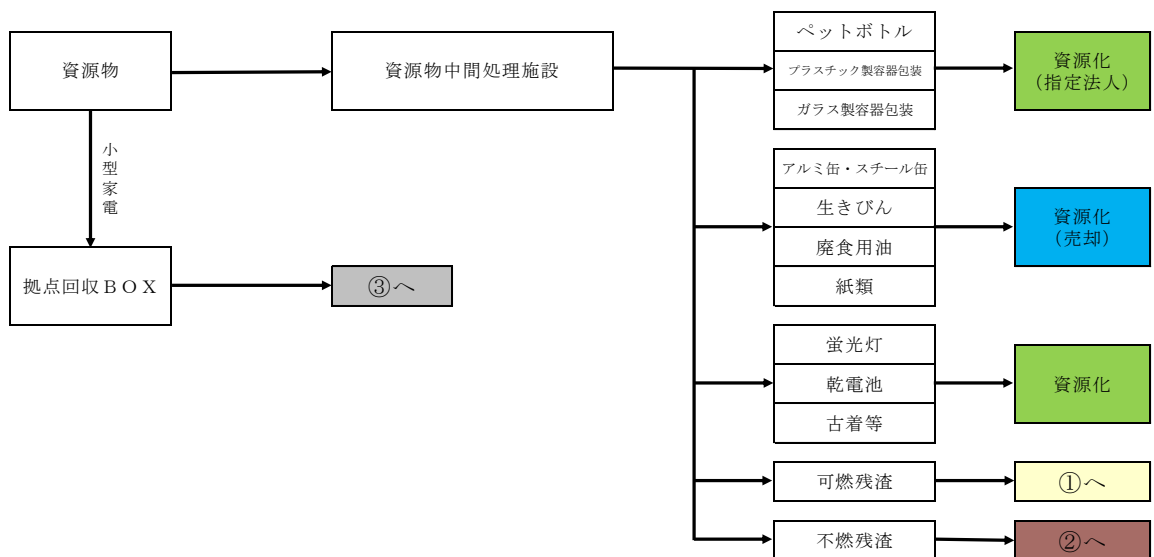 資源物
資源物中間処理施設
ペットボトル
プラスチック製容器包装
ガラス製容器包装
資源化
（指定法人）
小型家電
アルミ缶・スチール缶
生きびん
廃食用油
紙類
資源化
（売却）
拠点回収ＢＯＸ
③へ
蛍光灯
乾電池
古着等
資源化
可燃残渣
①へ
不燃残渣
②へ